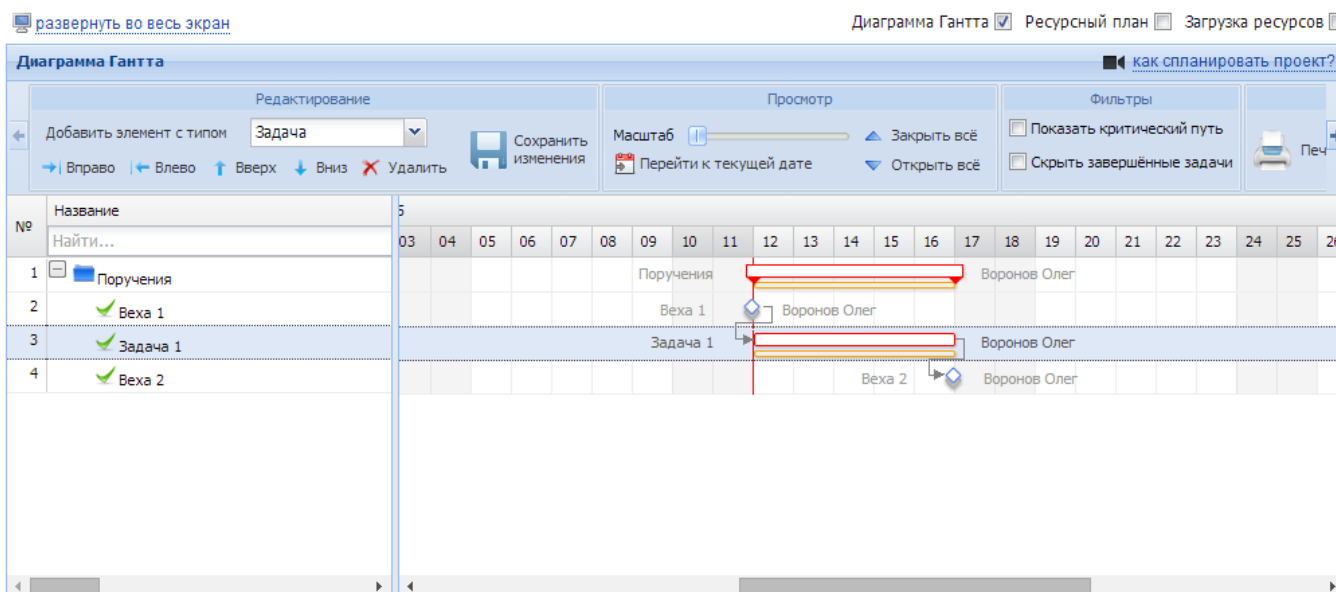 развернуть во весь экран
Диаграмма Гантта Ресурсный план Загрузка ресурсов
Диаграмма Гантта как спланировать проект?
Редактирование Просмотр Фильтры
Добавить элемент с типом Задача
Сохранить изменения
Масштаб Закрыть всё
Показать критический путь
Вправо Влево Вверх Вниз Удалить
Перейти к текущей дате Открыть всё
Скрыть завершённые задачи
Печ
№ Название
5
Найти...
03 04 05 06 07 08 09 10 11 12 13 14 15 16 17 18 19 20 21 22 23 24 25
1 Поручения Поручения Воронов Олег
2 Веха 1 Веха 1 Воронов Олег
3 Задача 1 Задача 1 Воронов Олег
4 Веха 2 Веха 2 Воронов Олег